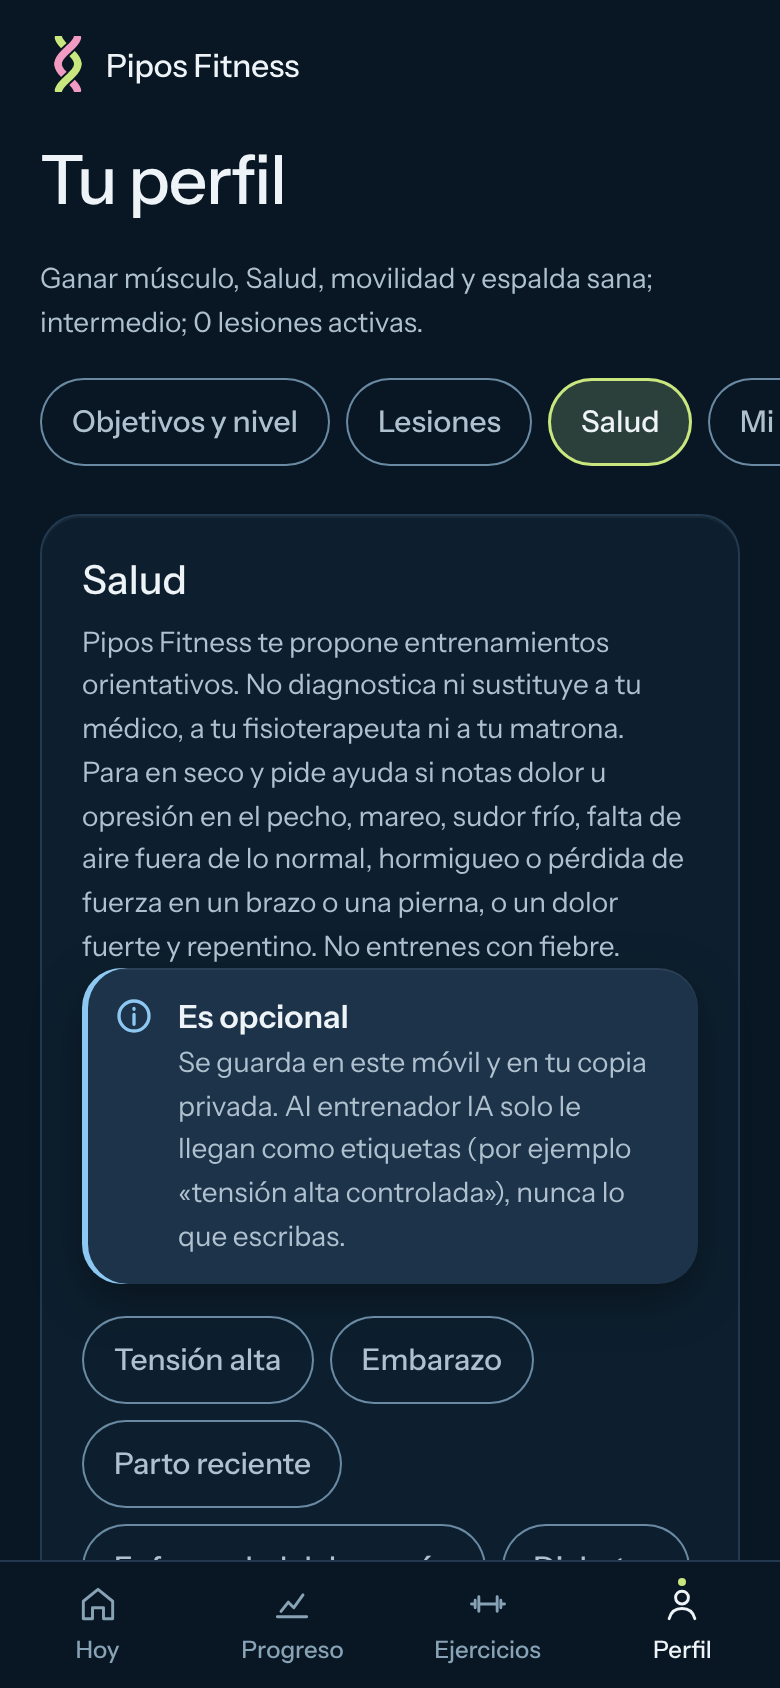 Pipos Fitness
Tu perfil
Ganar músculo, Salud, movilidad y espalda sana;
intermedio; 0 lesiones activas.
Objetivos y nivel
Lesiones
Salud
Mi
Salud
Pipos Fitness te propone entrenamientos
orientativos. No diagnostica ni sustituye a tu
médico, a tu fisioterapeuta ni a tu matrona.
Para en seco y pide ayuda si notas dolor u
opresión en el pecho, mareo, sudor frío, falta de
aire fuera de lo normal, hormigueo o pérdida de
fuerza en un brazo o una pierna, o un dolor
fuerte y repentino. No entrenes con fiebre.
Es opcional
Se guarda en este móvil y en tu copia
privada. Al entrenador IA solo le
llegan como etiquetas (por ejemplo
«tensión alta controlada»), nunca lo
que escribas.
Tensión alta
Embarazo
Parto reciente
Hoy
Progreso
Ejercicios
Perfil